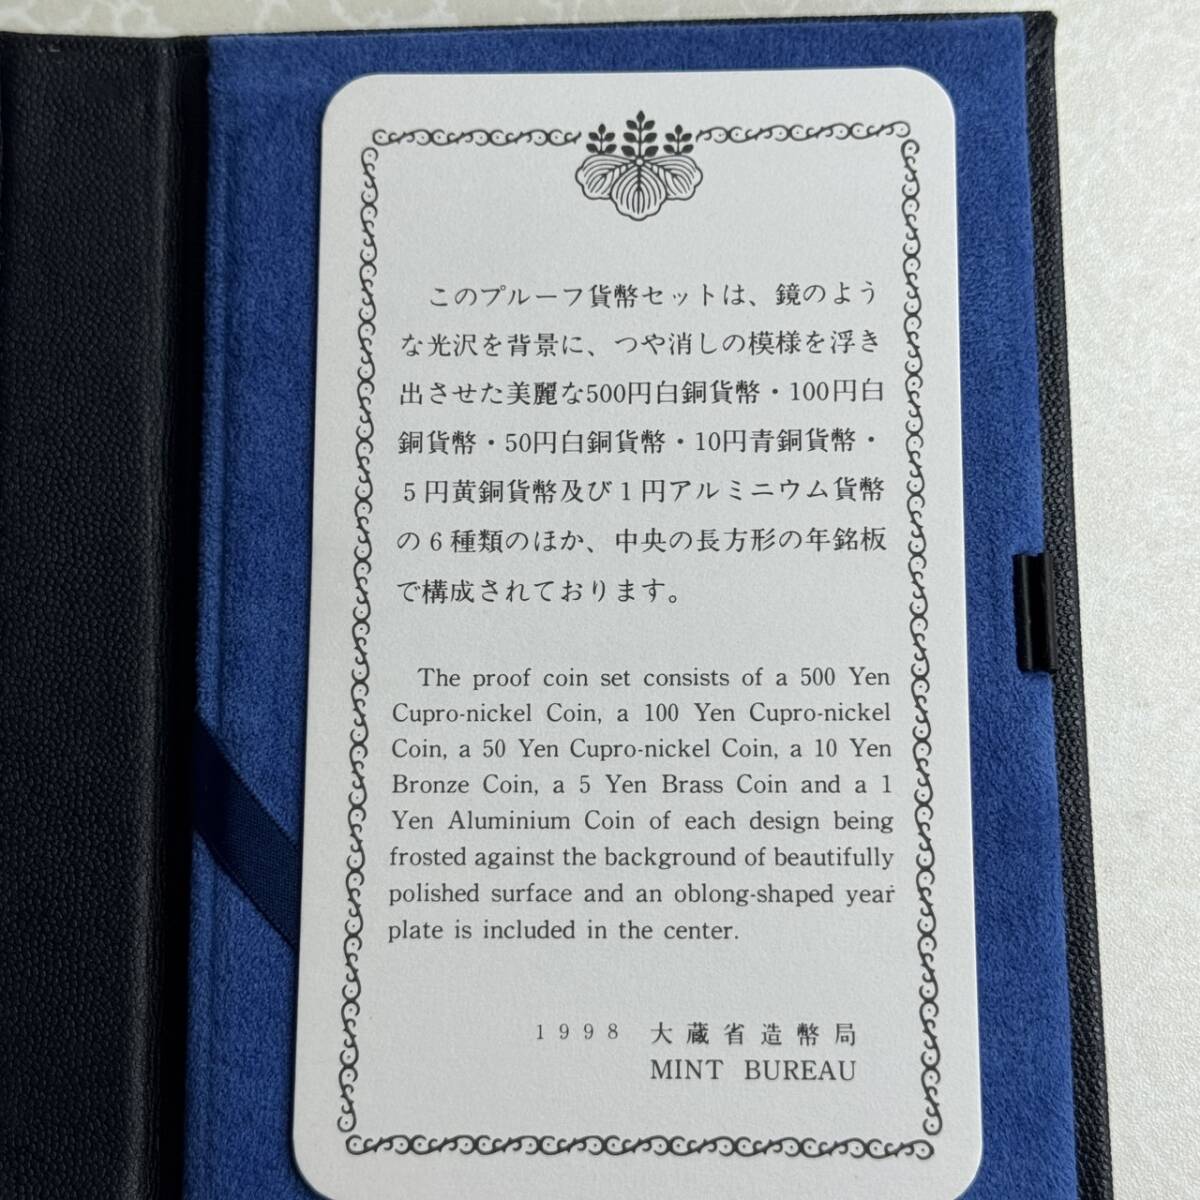 このプルーフ貨幣セットは、鏡のよう
な光沢を背景に、つや消しの模様を浮き
出させた美麗な500円白銅貨幣・100円白
銅貨幣・50円白銅貨幣・10円青銅貨幣・
5円黄銅貨幣及び1円アルミニウム貨幣
の6種類のほか、中央の長方形の年銘板
で構成されております。
The proof coin set consists of a 500 Yen
Cupro-nickel Coin, a 100 Yen Cupro-nickel
Coin, a 50 Yen Cupro-nickel Coin, a 10 Yen
Bronze Coin, a 5 Yen Brass Coin and a 1
Yen Aluminium Coin of each design being
frosted against the background of beautifully
polished surface and an oblong-shaped year
plate is included in the center.
1998 大蔵省造幣局
MINT BUREAU